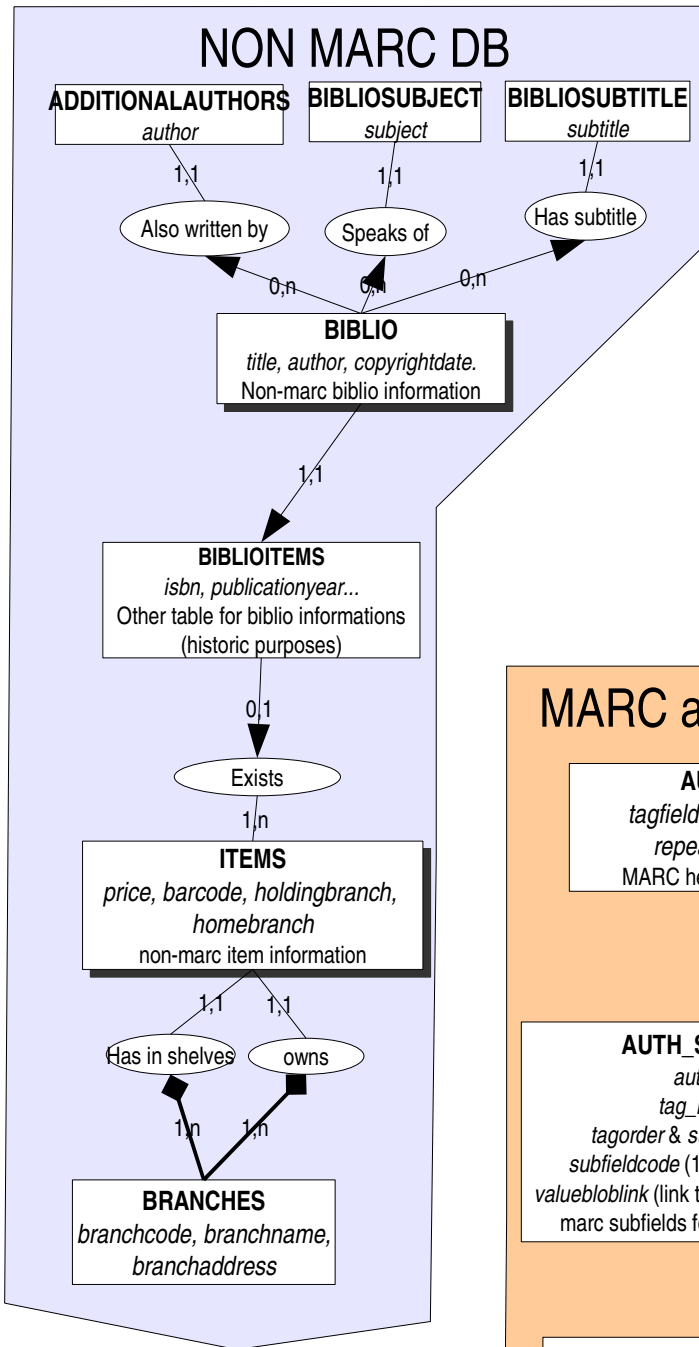 NON MARC DB
ADDITIONALAUTHORS
author
BIBLIOSUBJECT
subject
BIBLIOSUBTITLE
subtitle
1,1
1,1
1,1
Also written by
Speaks of
Has subtitle
0,n
0,n
0,n
BIBLIO
title, author, copyrightdate.
Non-marc biblio information
1,1
BIBLIOITEMS
isbn, publicationyear...
Other table for biblio informations
(historic purposes)
0,1
Exists
1,n
ITEMS
price, barcode, holdingbranch,
homebranch
non-marc item information
1,1
1,1
Has in shelves
owns
1,n
1,n
BRANCHES
branchcode, branchname,
branchaddress
MARC a
AU
tagfield
repea
MARC he
AUTH_S
aut
tag_
tagorder & s
subfieldcode (1
valuebloblink (link t
marc subfields f